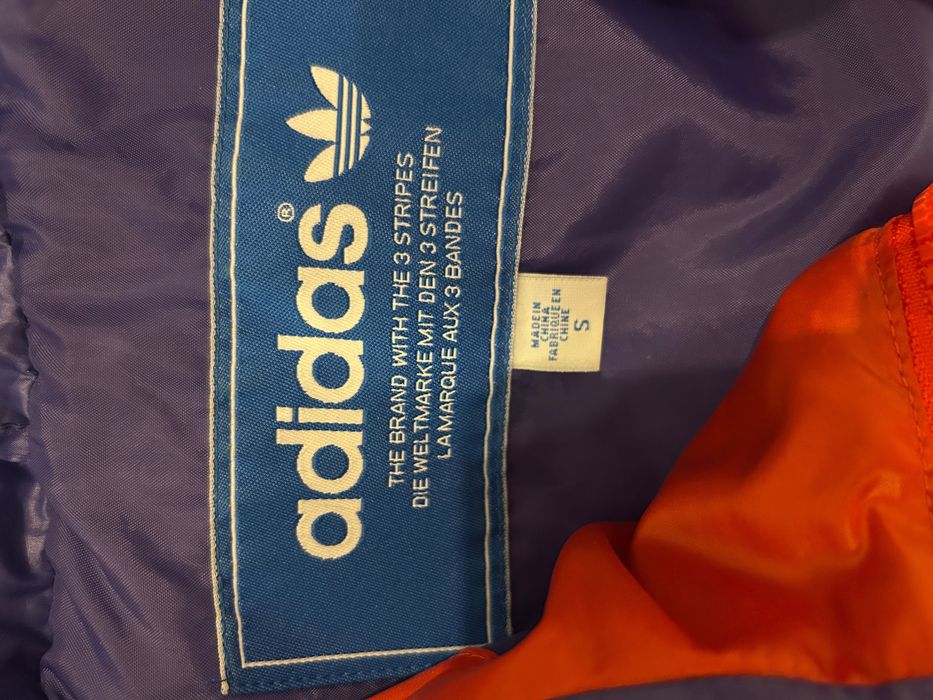 adidas®
THE BRAND WITH THE 3 STRIPES
DIE WELTMARKE MIT DEN 3 STREIFEN
LA MARQUE AUX 3 BANDES
MADE IN
CHINA
FABRIQUE EN
CHINE
S